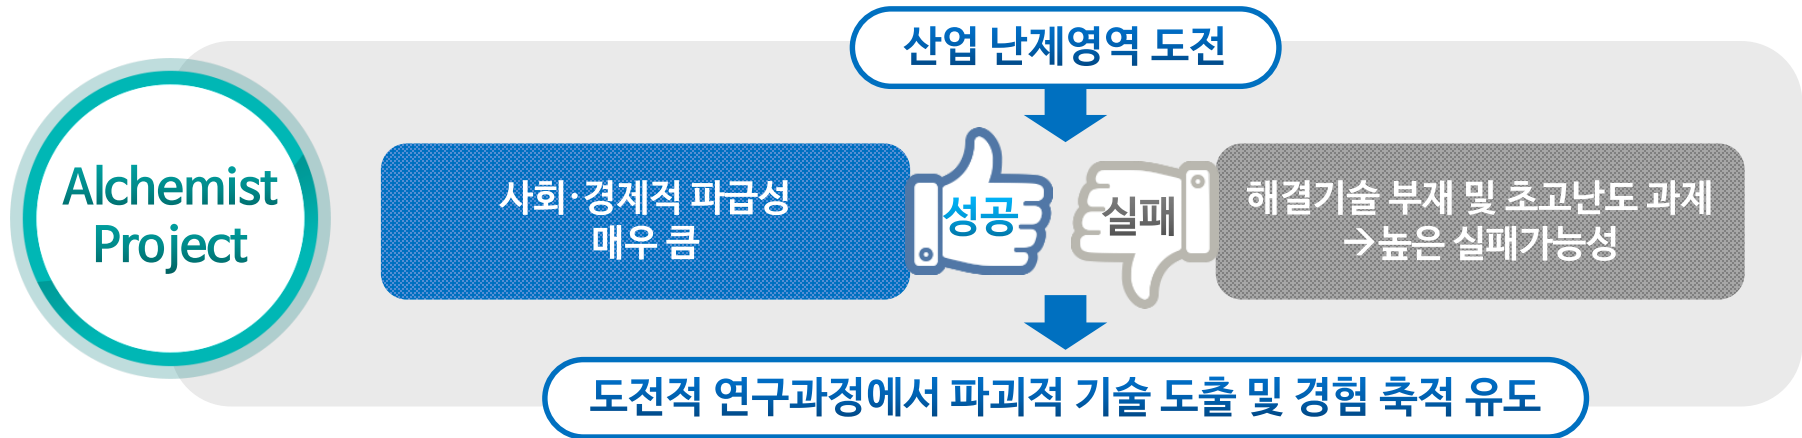 산업 난제영역 도전
Alchemist
Project
사회·경제적 파급성
매우 큼
성공
실패
해결기술 부재 및 초고난도 과제
→높은 실패가능성
도전적 연구과정에서 파괴적 기술 도출 및 경험 축적 유도